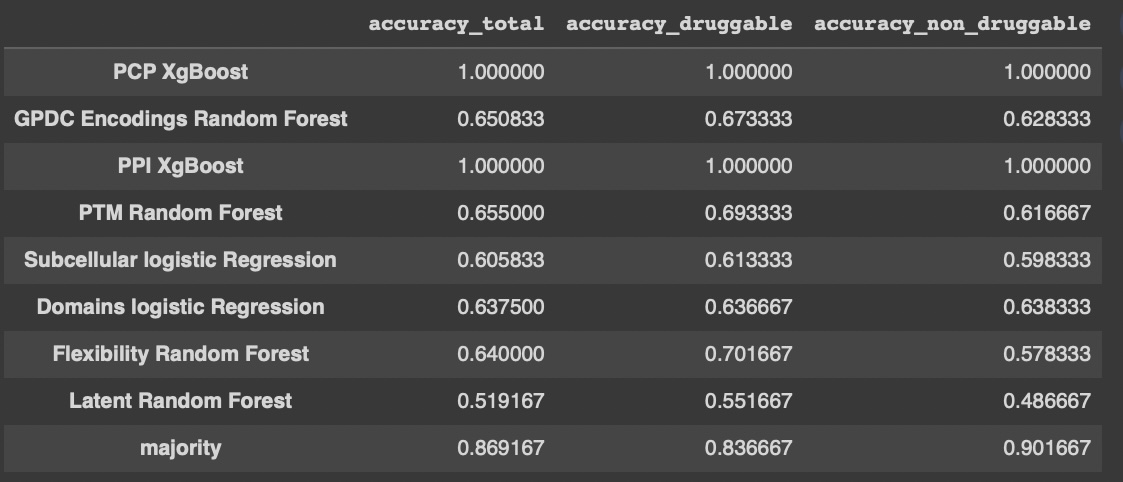 accuracy_total accuracy_druggable accuracy_non_druggable
PCP XgBoost 1.000000 1.000000 1.000000
GPDC Encodings Random Forest 0.650833 0.673333 0.628333
PPI XgBoost 1.000000 1.000000 1.000000
PTM Random Forest 0.655000 0.693333 0.616667
Subcellular logistic Regression 0.605833 0.613333 0.598333
Domains logistic Regression 0.637500 0.636667 0.638333
Flexibility Random Forest 0.640000 0.701667 0.578333
Latent Random Forest 0.519167 0.551667 0.486667
majority 0.869167 0.836667 0.901667